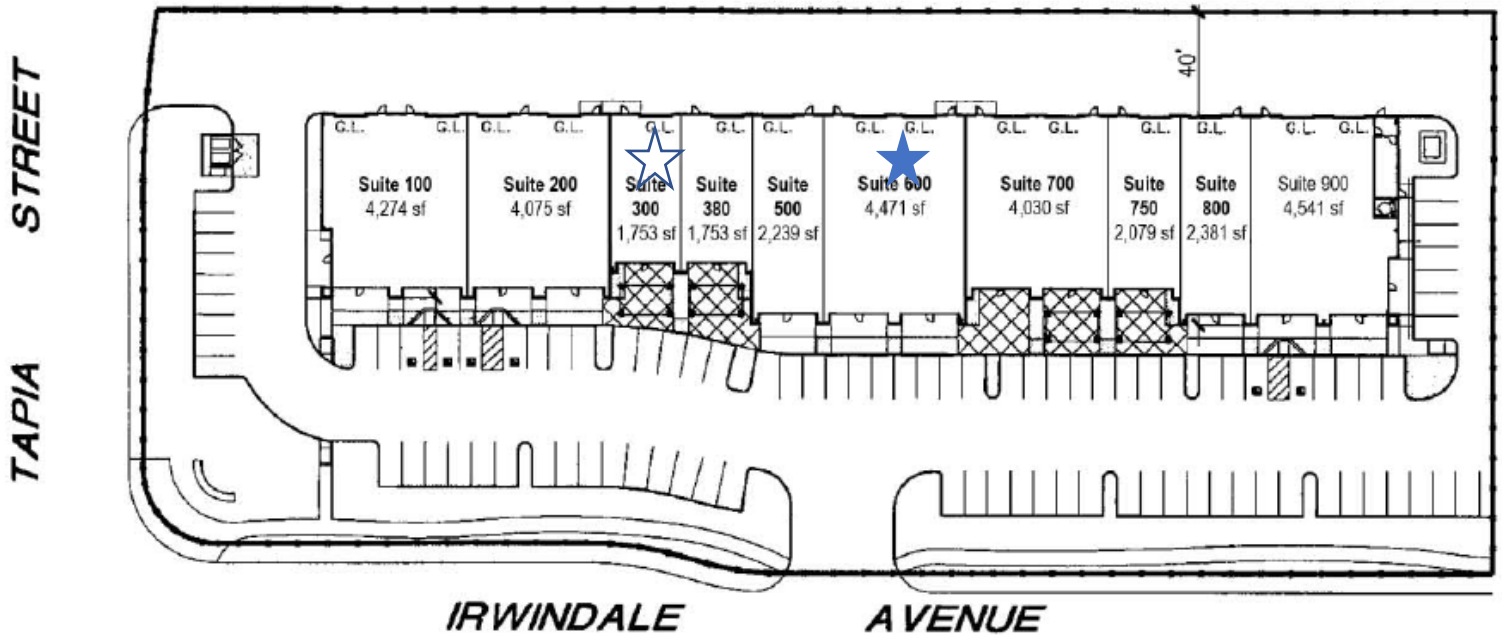 TAPIA STREET
40'
G.L. G.L. G.L. G.L. G.L. G.L. G.L. G.L. G.L. G.L. G.L. G.L. G.L. G.L. G.L.
Suite 100
4,274 sf
Suite 200
4,075 sf
Suite
300
1,753 sf
Suite
380
1,753 sf
Suite
500
2,239 sf
Suite 600
4,471 sf
Suite 700
4,030 sf
Suite
750
2,079 sf
Suite
800
2,381 sf
Suite 900
4,541 sf
IRWINDALE AVENUE